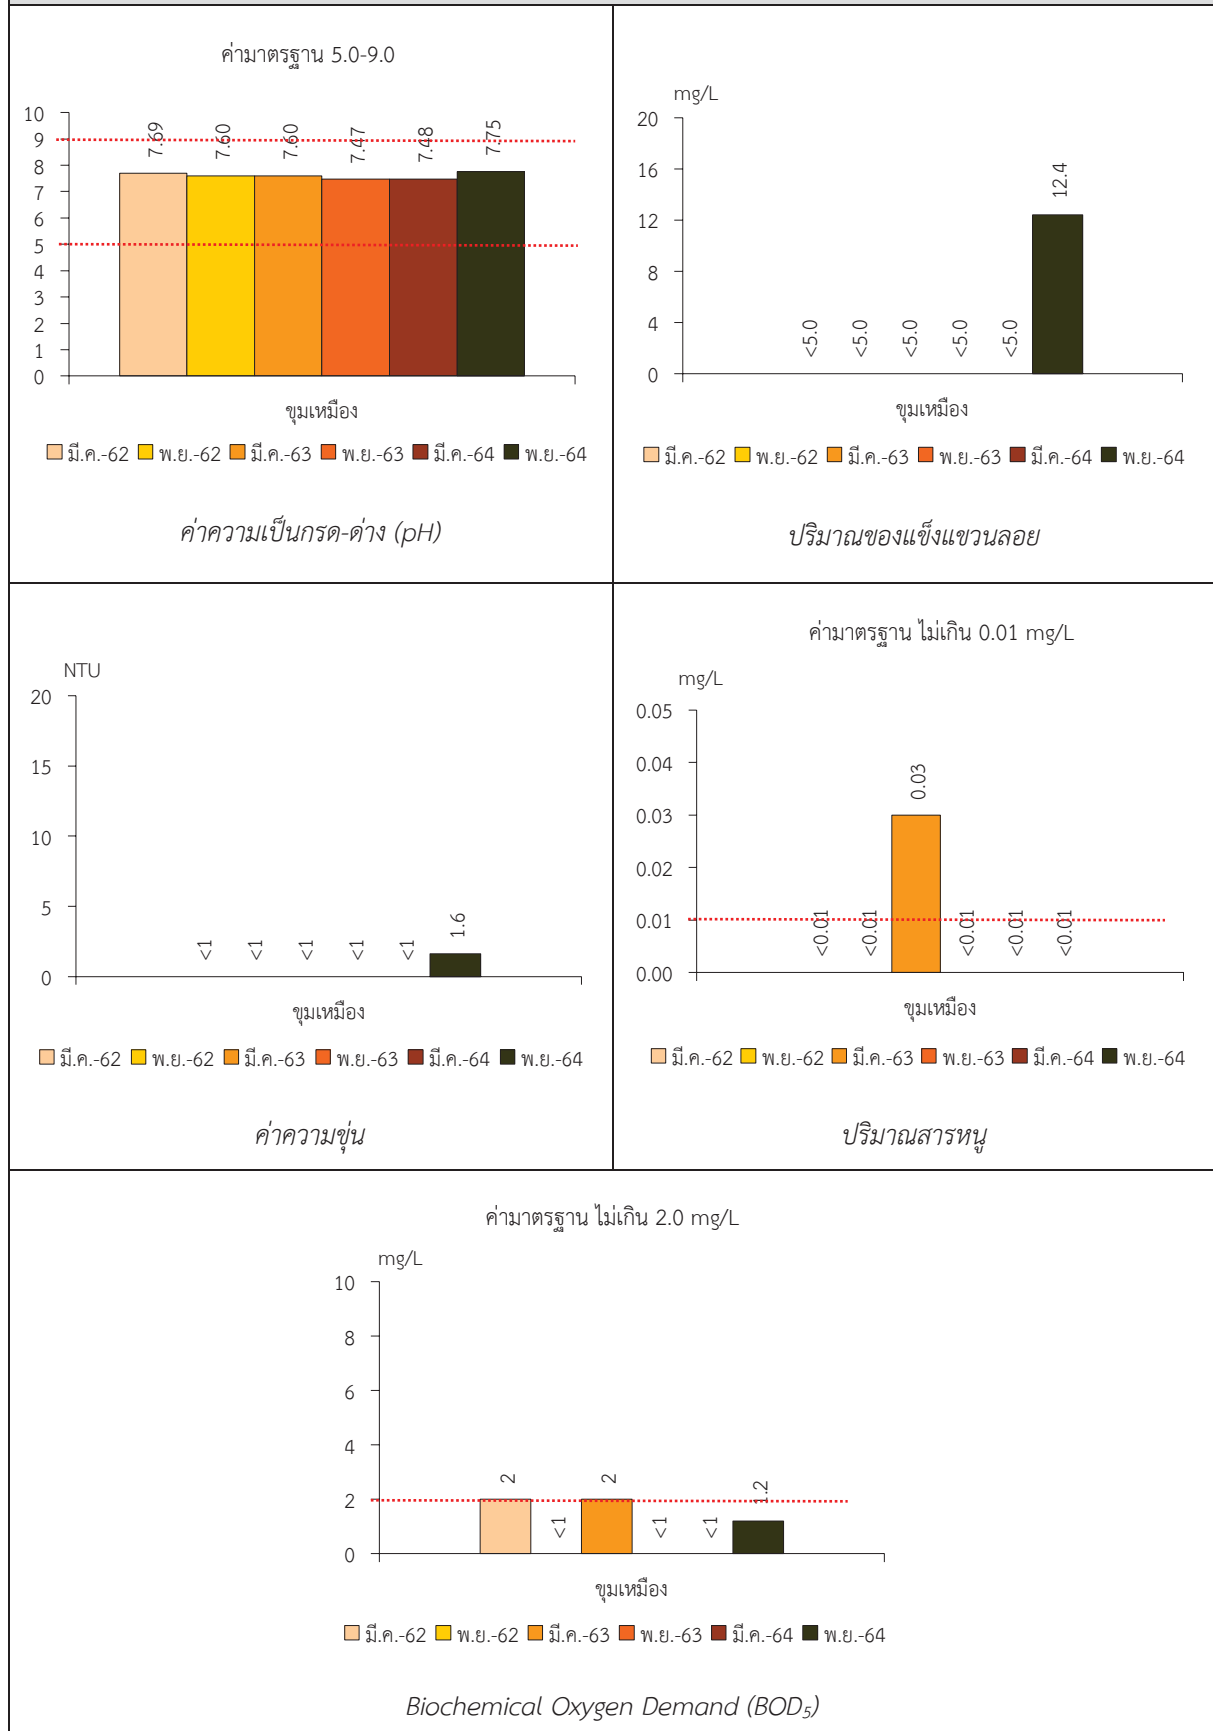 ค่ามาตรฐาน 5.0-9.0
10
9
8
7
6
5
4
3
2
1
0
7.69
7.60
7.60
7.47
7.48
7.75
ขุมเหมือง
มี.ค.-62 พ.ย.-62 มี.ค.-63 พ.ย.-63 มี.ค.-64 พ.ย.-64
ค่าความเป็นกรด-ด่าง (pH)
mg/L
20
16
12
8
4
0
<5.0
<5.0
<5.0
<5.0
<5.0
12.4
ขุมเหมือง
มี.ค.-62 พ.ย.-62 มี.ค.-63 พ.ย.-63 มี.ค.-64 พ.ย.-64
ปริมาณของแข็งแขวนลอย
NTU
20
15
10
5
0
<1
<1
<1
<1
<1
1.6
ขุมเหมือง
มี.ค.-62 พ.ย.-62 มี.ค.-63 พ.ย.-63 มี.ค.-64 พ.ย.-64
ค่าความขุ่น
ค่ามาตรฐาน ไม่เกิน 0.01 mg/L
mg/L
0.05
0.04
0.03
0.02
0.01
0.00
<0.01
<0.01
0.03
<0.01
<0.01
<0.01
ขุมเหมือง
มี.ค.-62 พ.ย.-62 มี.ค.-63 พ.ย.-63 มี.ค.-64 พ.ย.-64
ปริมาณสารหนู
ค่ามาตรฐาน ไม่เกิน 2.0 mg/L
mg/L
10
8
6
4
2
0
2
<1
2
<1
<1
1.2
ขุมเหมือง
มี.ค.-62 พ.ย.-62 มี.ค.-63 พ.ย.-63 มี.ค.-64 พ.ย.-64
Biochemical Oxygen Demand (BOD₅)